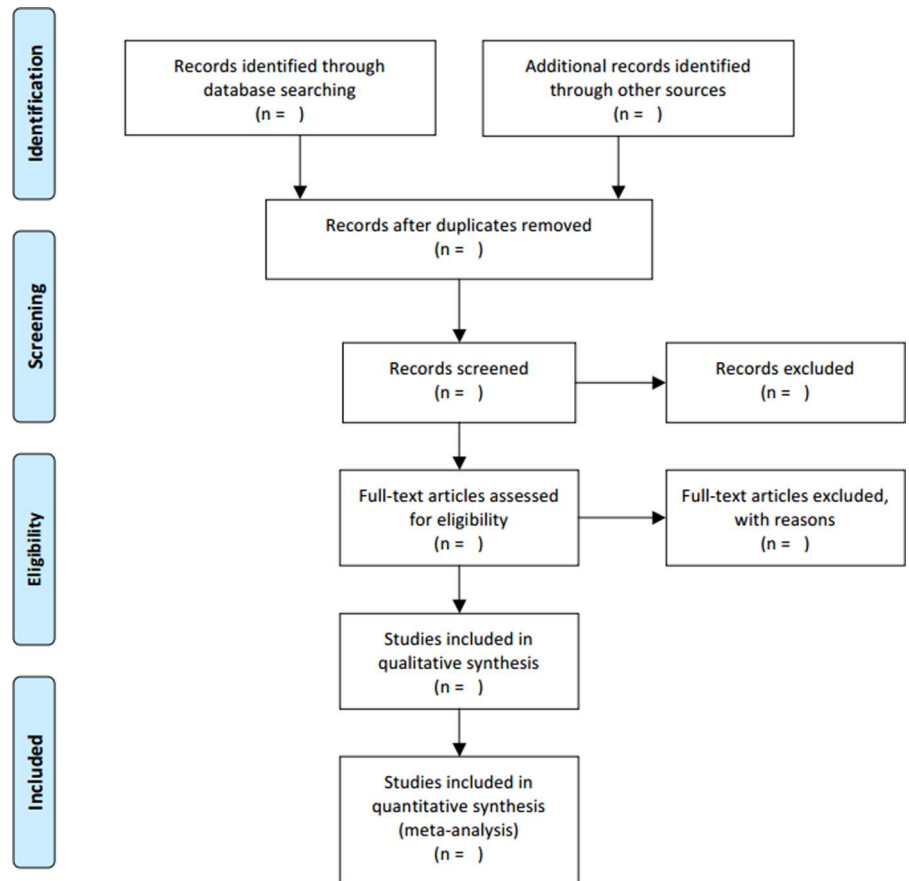 Identification
Records identified through
database searching
(n =   )
Additional records identified
through other sources
(n =   )
Records after duplicates removed
(n =   )
Screening
Records screened
(n =   )
Records excluded
(n =   )
Eligibility
Full-text articles assessed
for eligibility
(n =   )
Full-text articles excluded,
with reasons
(n =   )
Studies included in
qualitative synthesis
(n =   )
Included
Studies included in
quantitative synthesis
(meta-analysis)
(n =   )